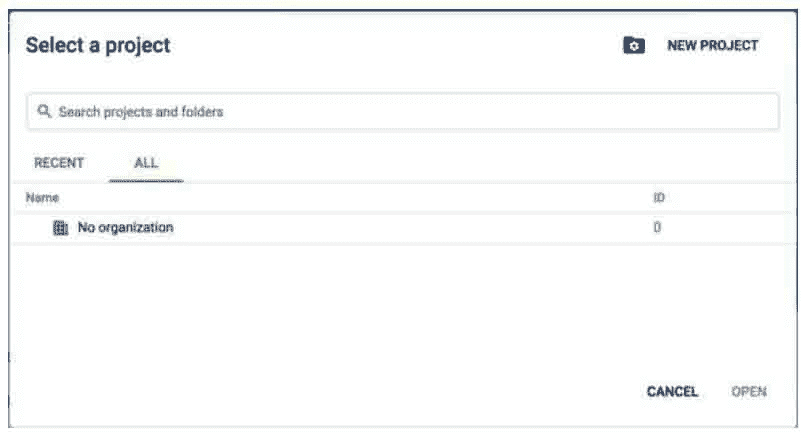 Select a project NEW PROJECT
Search projects and folders
RECENT ALL
Name ID
No organization 0
CANCEL OPEN